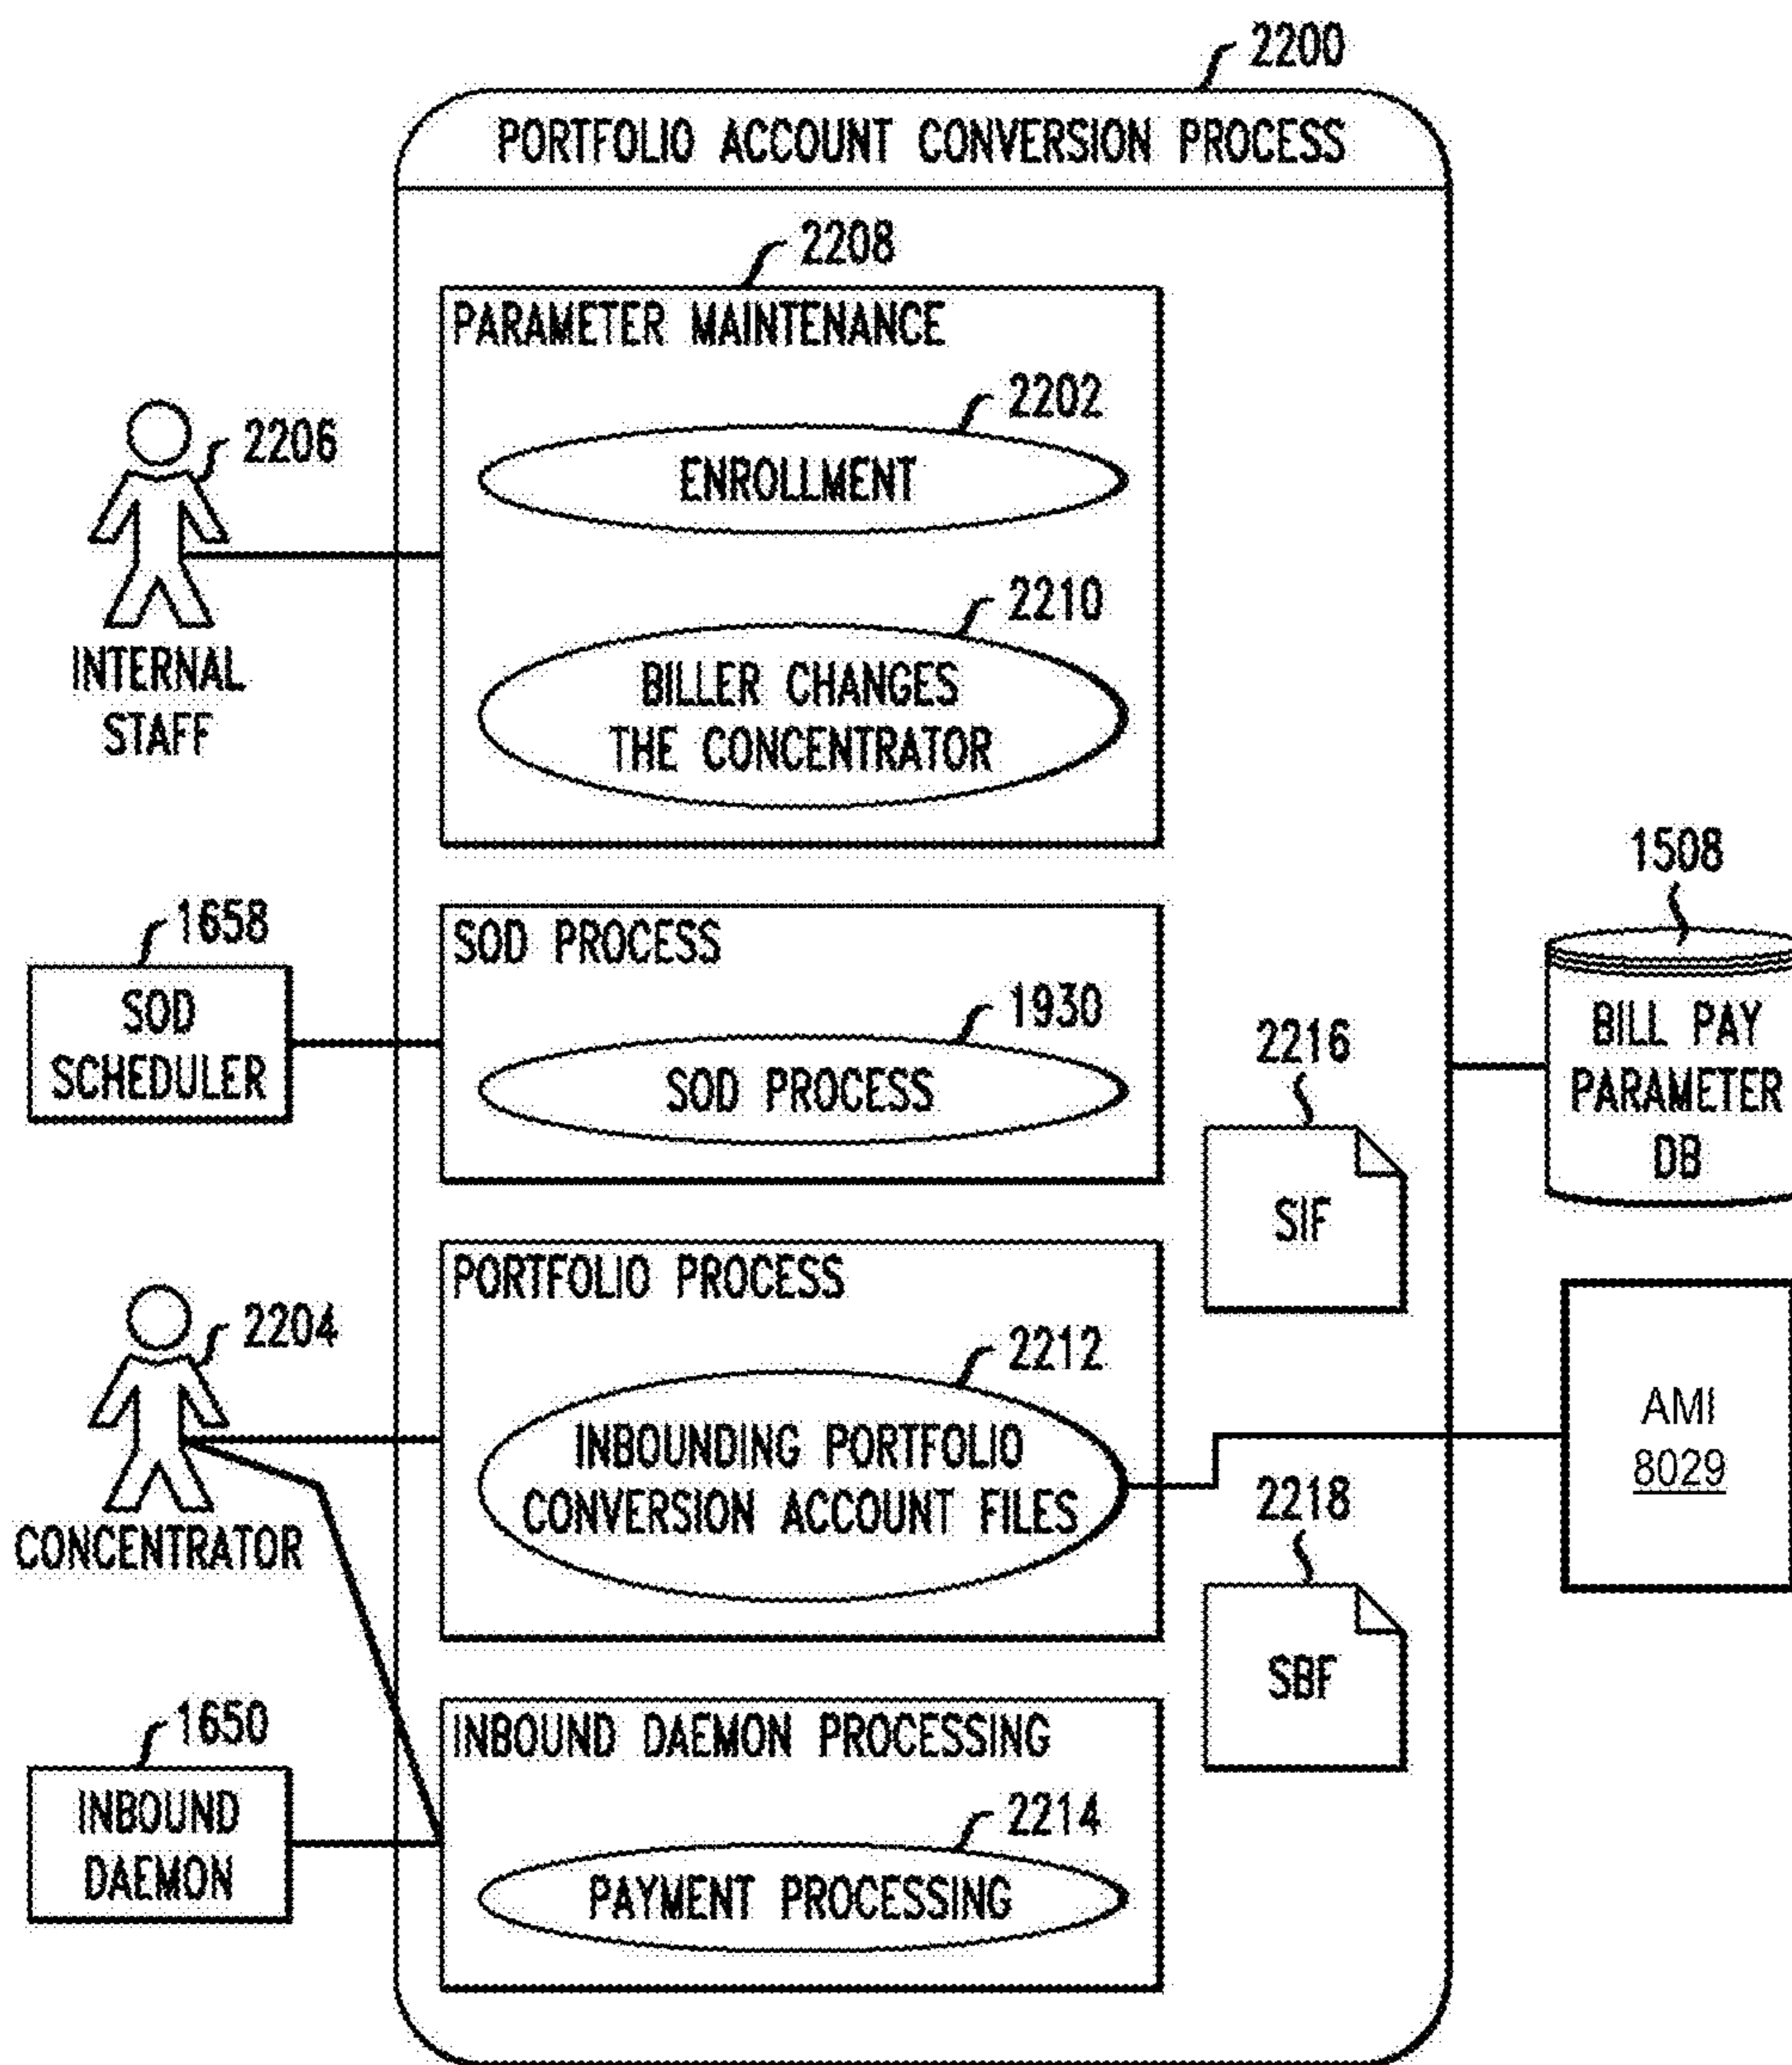 2200
PORTFOLIO ACCOUNT CONVERSION PROCESS
2208
PARAMETER MAINTENANCE
2202
ENROLLMENT
2206
INTERNAL
STAFF
2210
BILLER CHANGES
THE CONCENTRATOR
1658
SOD
SCHEDULER
SOD PROCESS
1930
SOD PROCESS
1508
BILL PAY
PARAMETER
DB
2216
SIF
2204
CONCENTRATOR
PORTFOLIO PROCESS
2212
INBOUNDING PORTFOLIO
CONVERSION ACCOUNT FILES
AMI
8029
2218
SBF
1650
INBOUND
DAEMON
INBOUND DAEMON PROCESSING
2214
PAYMENT PROCESSING